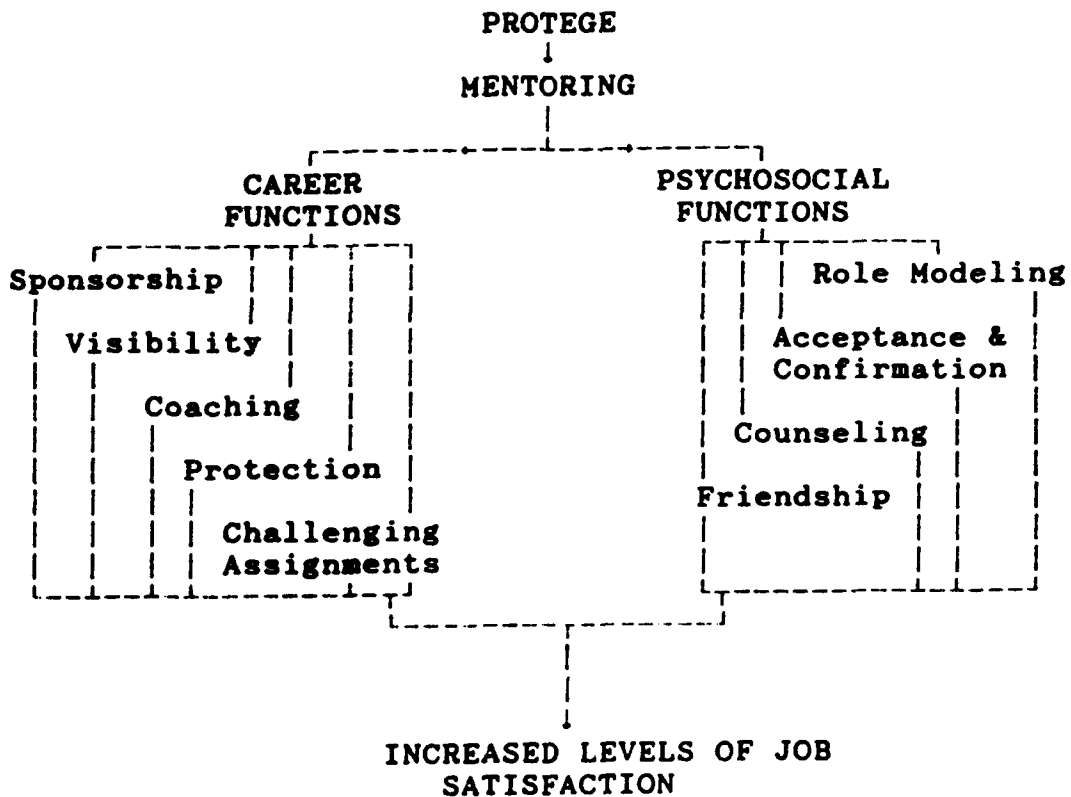 PROTEGE
MENTORING
CAREER
FUNCTIONS
Sponsorship
Visibility
Coaching
Protection
Challenging
Assignments
PSYCHOSOCIAL
FUNCTIONS
Role Modeling
Acceptance &
Confirmation
Counseling
Friendship
INCREASED LEVELS OF JOB
SATISFACTION